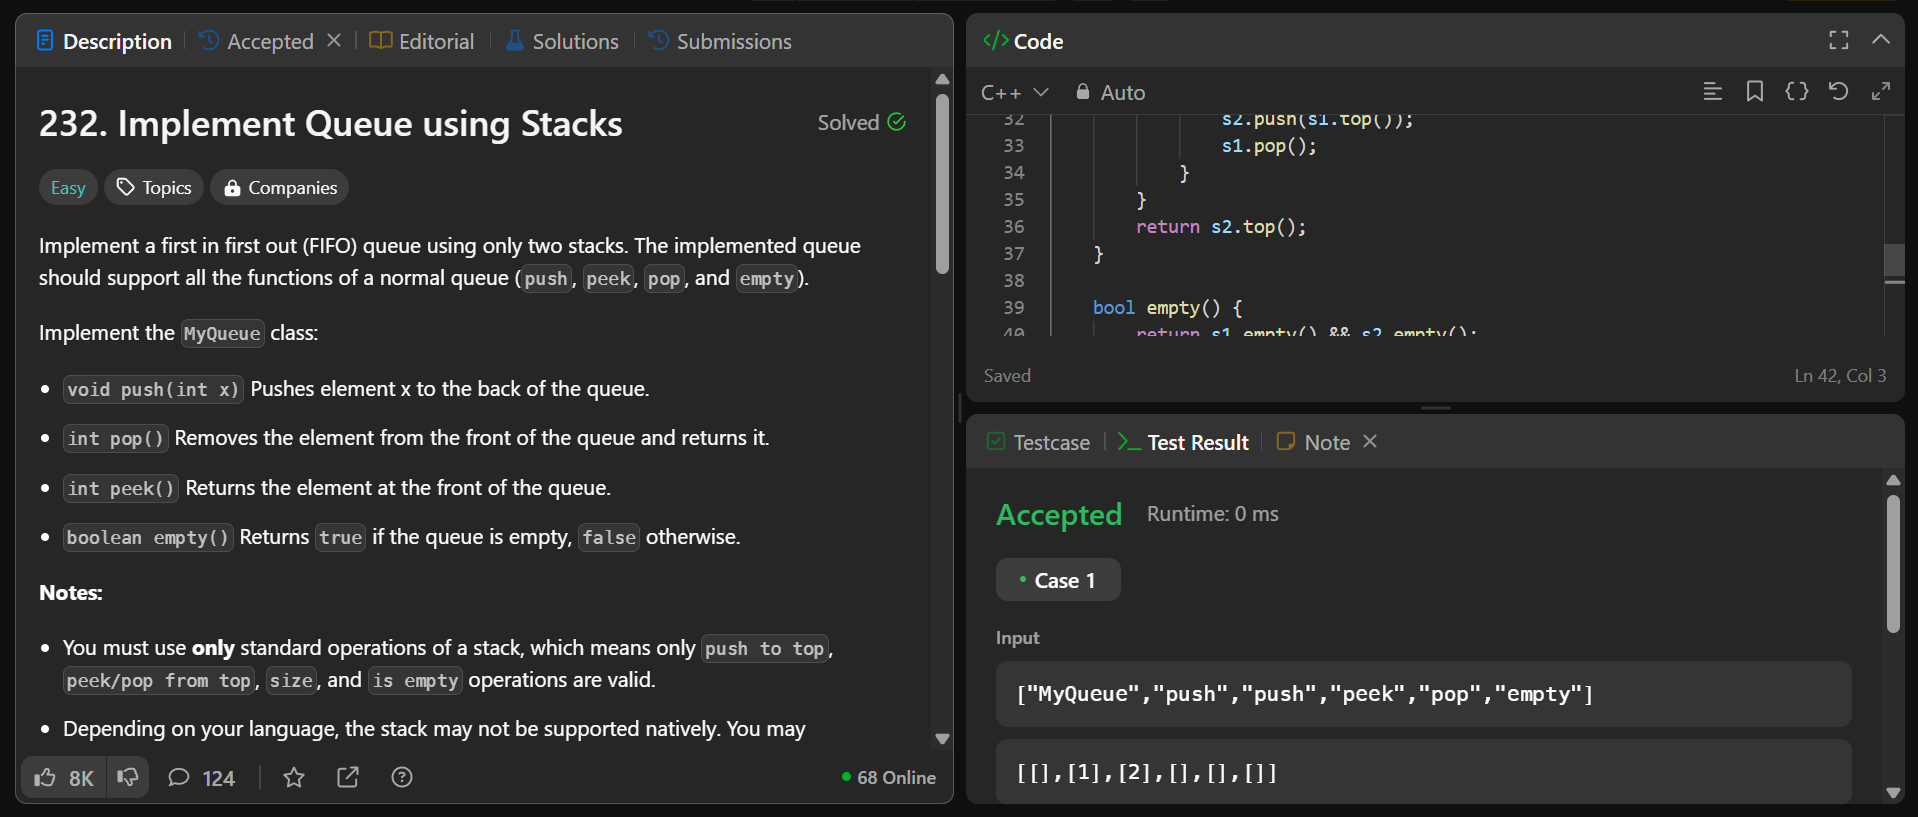 Description
Accepted
Editorial
Solutions
Submissions
232. Implement Queue using Stacks
Solved
Easy
Topics
Companies
Implement a first in first out (FIFO) queue using only two stacks. The implemented queue
should support all the functions of a normal queue (push, peek, pop, and empty).
Implement the MyQueue class:
• void push(int x) Pushes element x to the back of the queue.
• int pop() Removes the element from the front of the queue and returns it.
• int peek() Returns the element at the front of the queue.
• boolean empty() Returns true if the queue is empty, false otherwise.
Notes:
• You must use only standard operations of a stack, which means only push to top,
peek/pop from top, size, and is empty operations are valid.
• Depending on your language, the stack may not be supported natively. You may
8K
124
68 Online
</> Code
C++
Auto
32 s2.push(s1.top());
33 s1.pop();
34 }
35 }
36 return s2.top();
37 }
38
39 bool empty() {
40 return s1.empty() && s2.empty();
Saved
Ln 42, Col 3
Testcase
Test Result
Note
Accepted
Runtime: 0 ms
Case 1
Input
["MyQueue","push","push","peek","pop","empty"]
[[],[1],[2],[],[],[]]